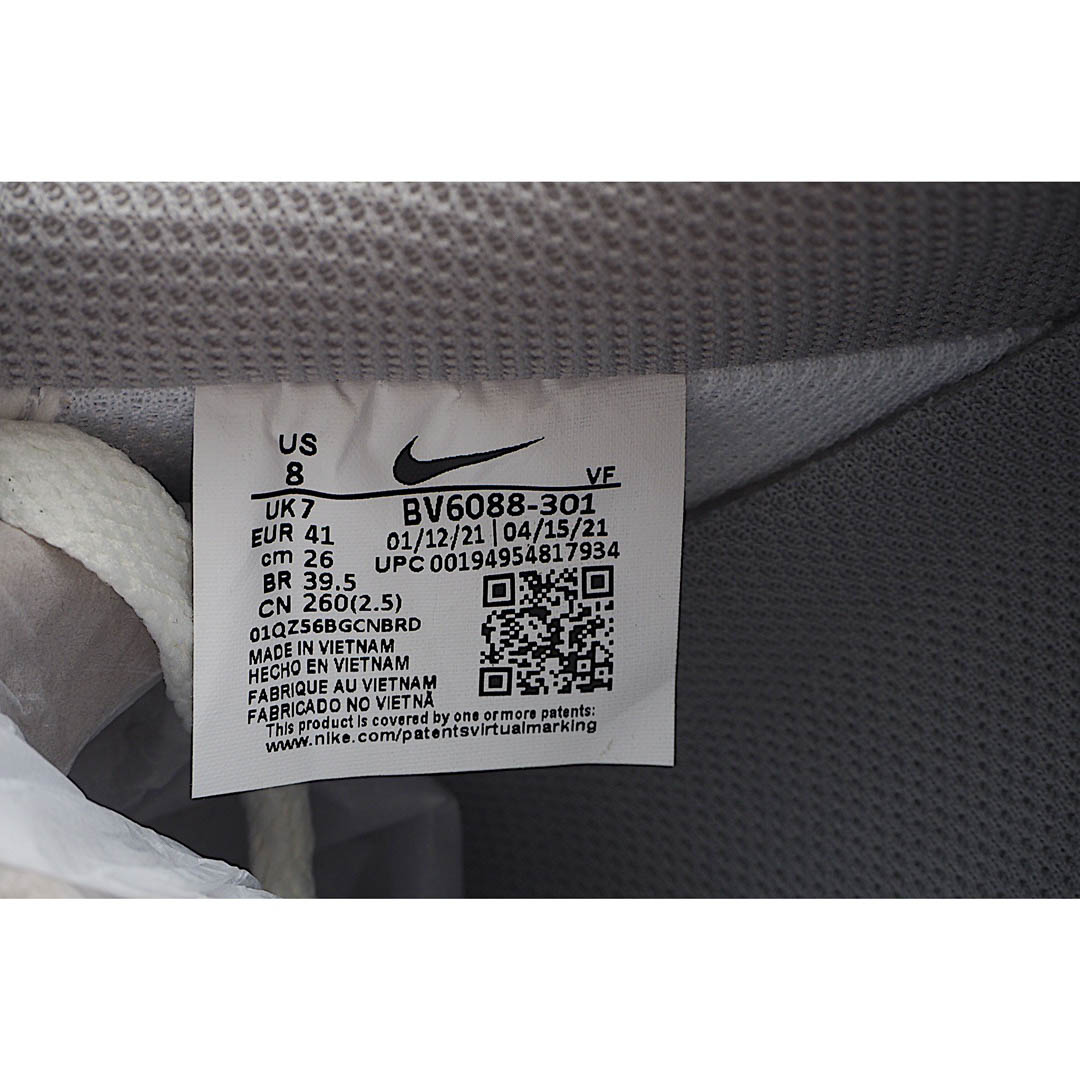 US
8
VF
UK 7
BV6088-301
EUR 41
01/12/21 | 04/15/21
cm 26
UPC 00194954817934
BR 39.5
CN 260(2.5)
01QZ56BGCNBRD
MADE IN VIETNAM
HECHO EN VIETNAM
FABRIQUE AU VIETNAM
FABRICADO NO VIETNÃ
This product is covered by one or more patents:
www.nike.com/patentsvirtualmarking